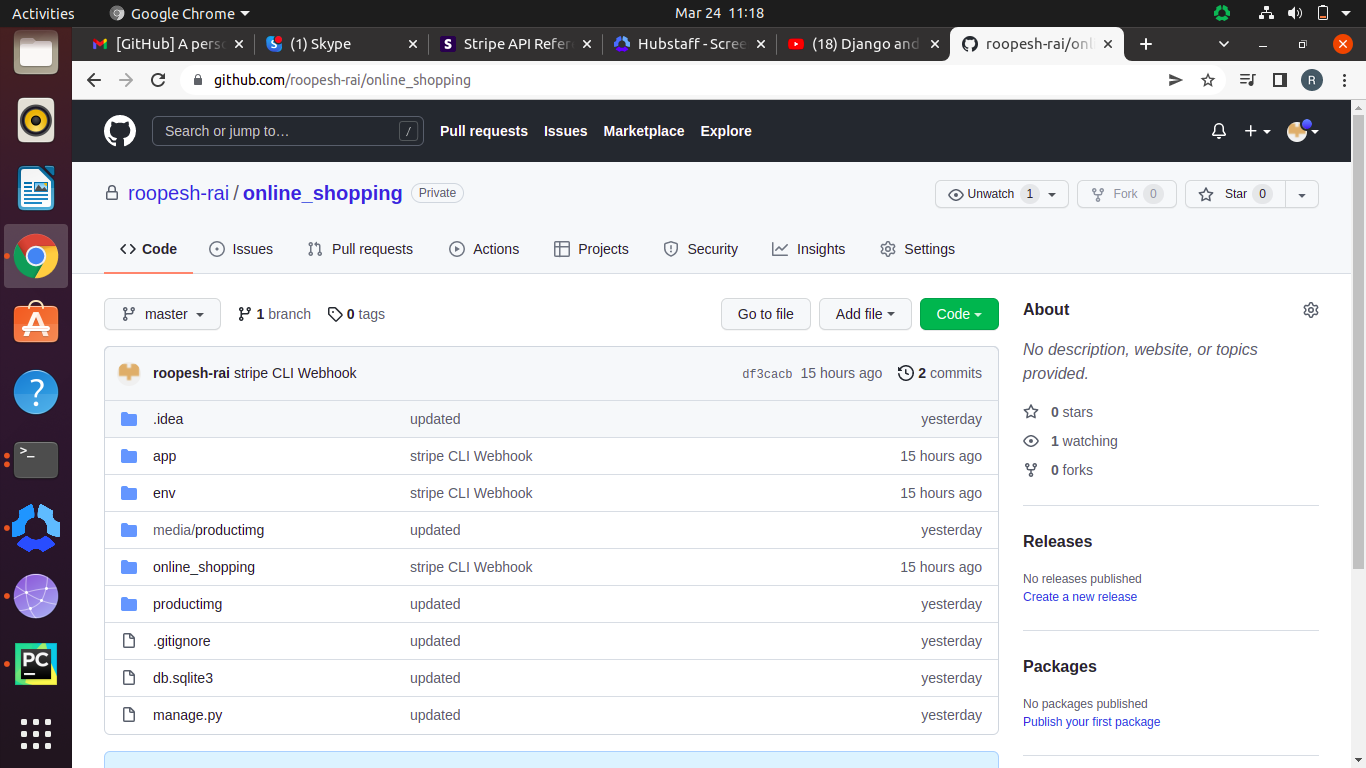 Activities Google Chrome Mar 24 11:18
[GitHub] A pers (1) Skype Stripe API Refer Hubstaff - Scree (18) Django and roopesh-rai/onl
github.com/roopesh-rai/online_shopping R
Search or jump to… / Pull requests Issues Marketplace Explore
roopesh-rai / online_shopping Private Unwatch 1 Fork 0 Star 0
Code Issues Pull requests Actions Projects Security Insights Settings
master 1 branch 0 tags Go to file Add file Code
roopesh-rai stripe CLI Webhook df3cacb 15 hours ago 2 commits
.idea updated yesterday
app stripe CLI Webhook 15 hours ago
env stripe CLI Webhook 15 hours ago
media/productimg updated yesterday
online_shopping stripe CLI Webhook 15 hours ago
productimg updated yesterday
.gitignore updated yesterday
db.sqlite3 updated yesterday
manage.py updated yesterday
About
No description, website, or topics
provided.
0 stars
1 watching
0 forks
Releases
No releases published
Create a new release
Packages
No packages published
Publish your first package
?
>_
PC